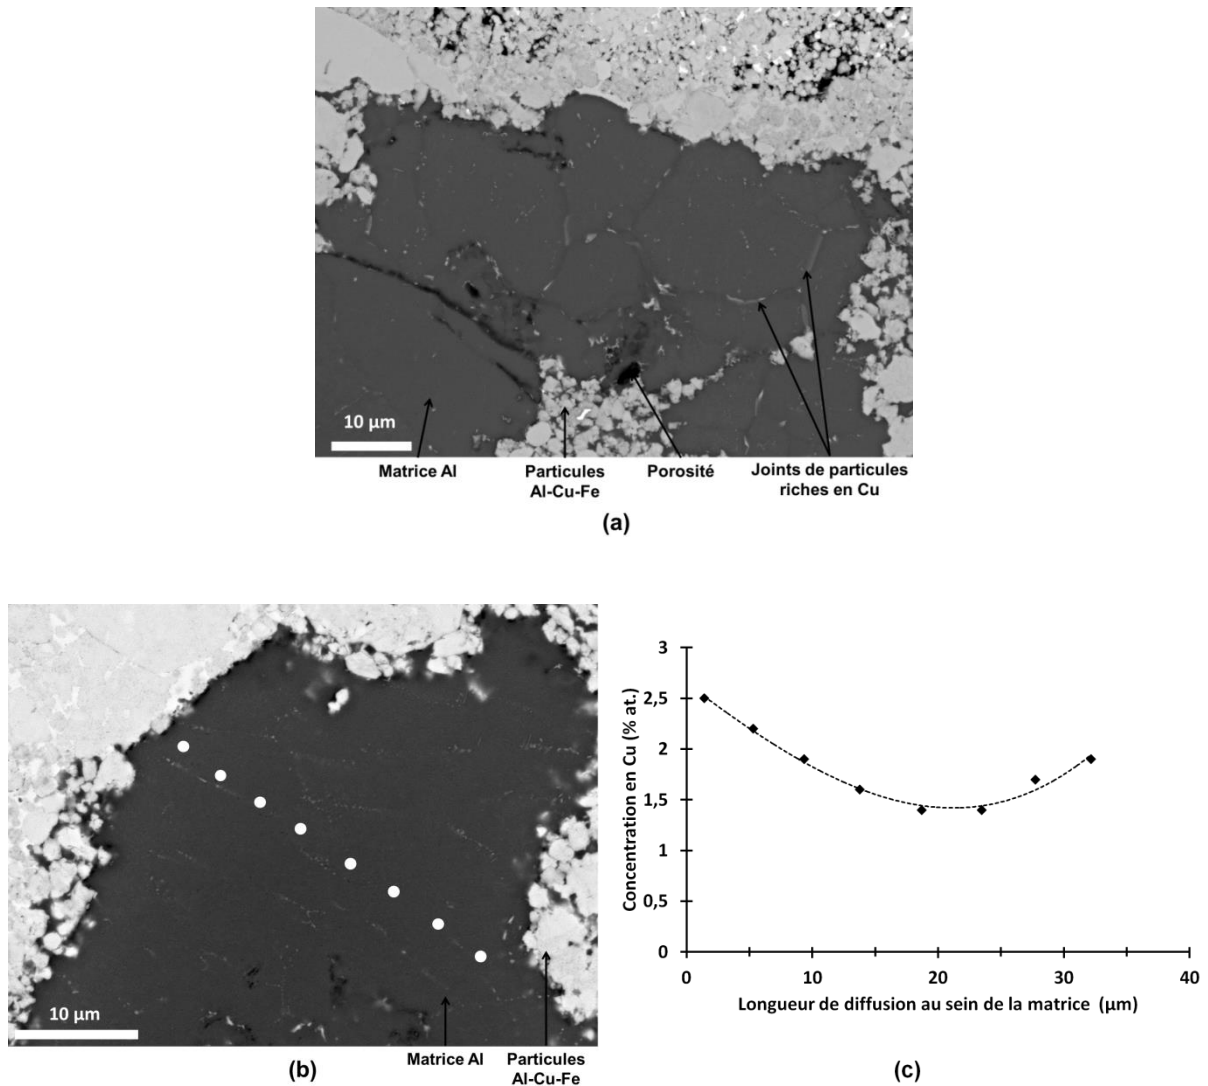 10 µm
Matrice Al
Particules
Al-Cu-Fe
Porosité
Joints de particules
riches en Cu
(a)
10 µm
Matrice Al
Particules
Al-Cu-Fe
(b)
3
2,5
2
1,5
1
0,5
0
0
10
20
30
40
Concentration en Cu (% at.)
Longueur de diffusion au sein de la matrice (µm)
(c)